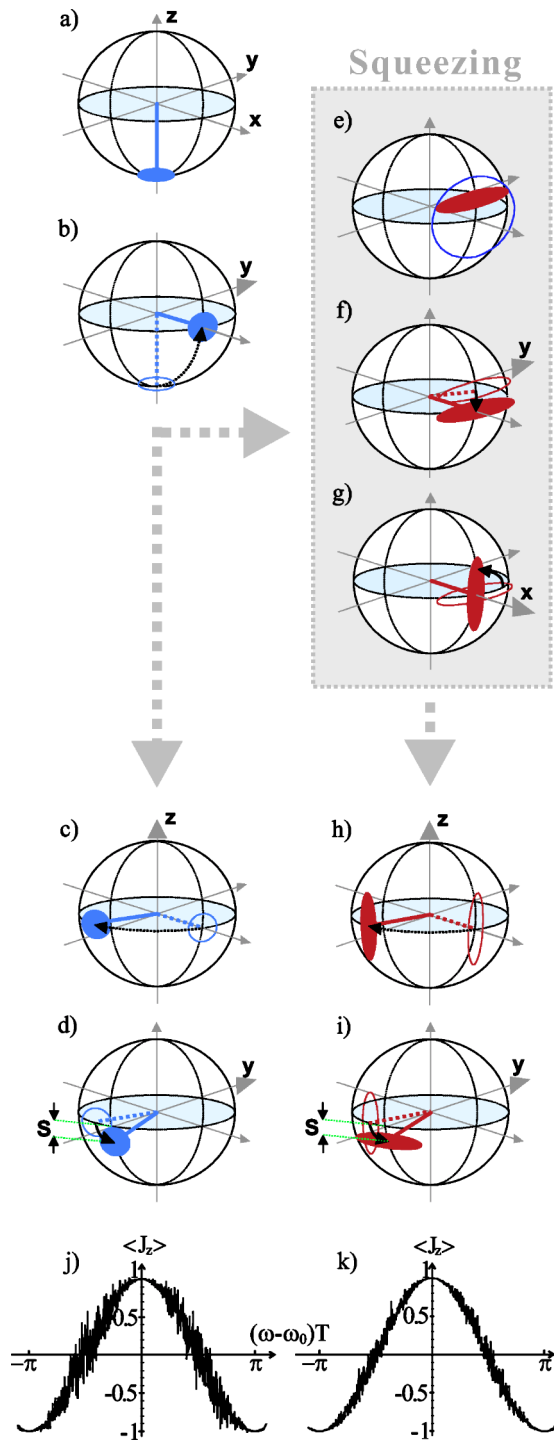 a)
z
y
x
b)
y
Squeezing
e)
f)
y
g)
x
c)
z
d)
y
S
h)
z
i)
y
S
j)
<Jz>
1
0.5
-0.5
-1
−π
π
(ω-ω0)T
k)
<Jz>
1
0.5
-0.5
-1
−π
π